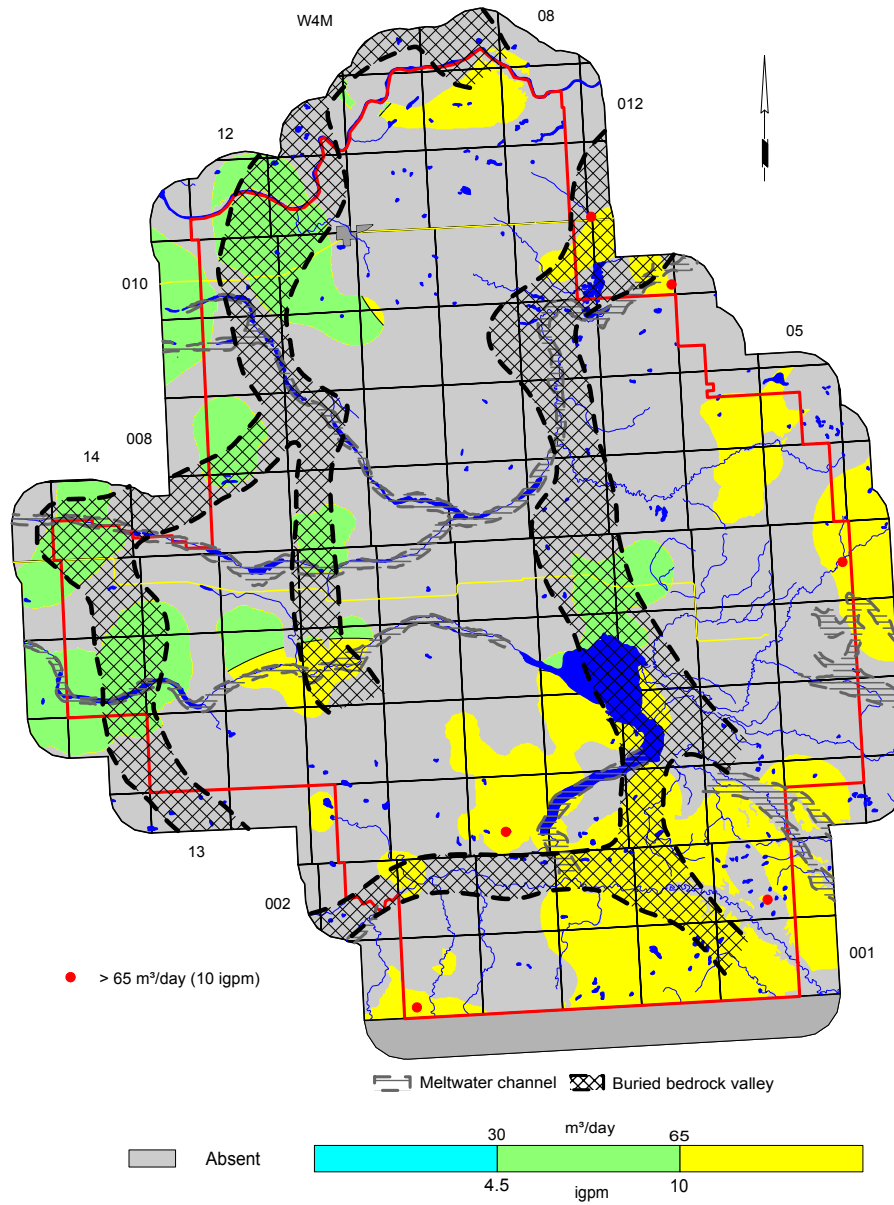 W4M
08
012
12
010
05
008
14
13
002
001
> 65 m³/day (10 igpm)
Meltwater channel
Buried bedrock valley
Absent
m³/day
30
65
4.5
10
igpm